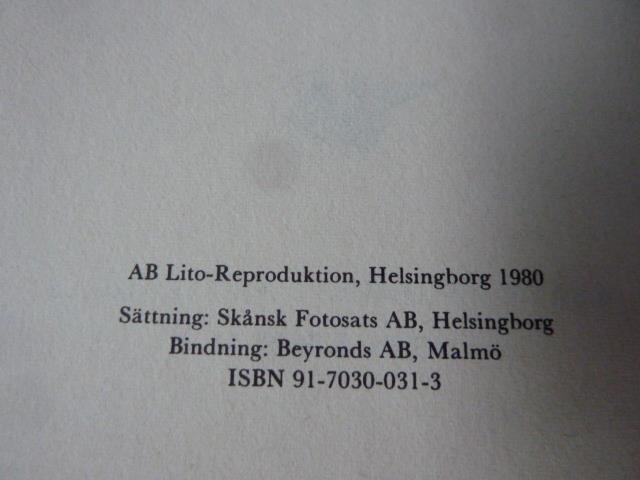 AB Lito-Reproduktion, Helsingborg 1980
Sättning: Skånsk Fotosats AB, Helsingborg
Bindning: Beyronds AB, Malmö
ISBN 91-7030-031-3